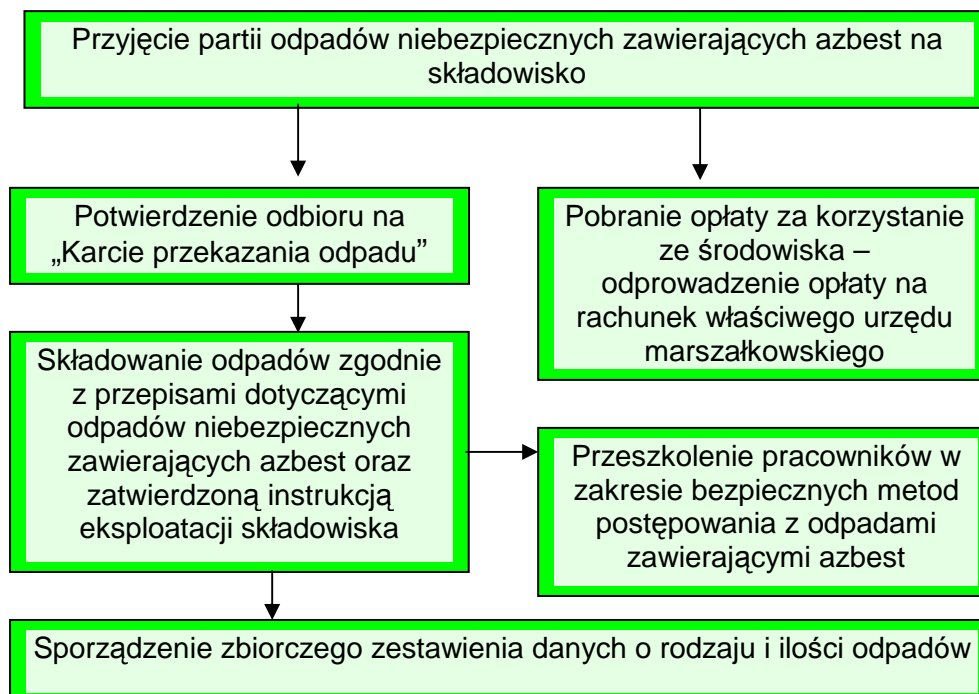 Przyjęcie partii odpadów niebezpiecznych zawierających azbest na
składowisko
Potwierdzenie odbioru na
„Karcie przekazania odpadu”
Pobranie opłaty za korzystanie
ze środowiska –
odprowadzenie opłaty na
rachunek właściwego urzędu
marszałkowskiego
Składowanie odpadów zgodnie
z przepisami dotyczącymi
odpadów niebezpiecznych
zawierających azbest oraz
zatwierdzoną instrukcją
eksploatacji składowiska
Przeszkolenie pracowników w
zakresie bezpiecznych metod
postępowania z odpadami
zawierającymi azbest
Sporządzenie zbiorczego zestawienia danych o rodzaju i ilości odpadów